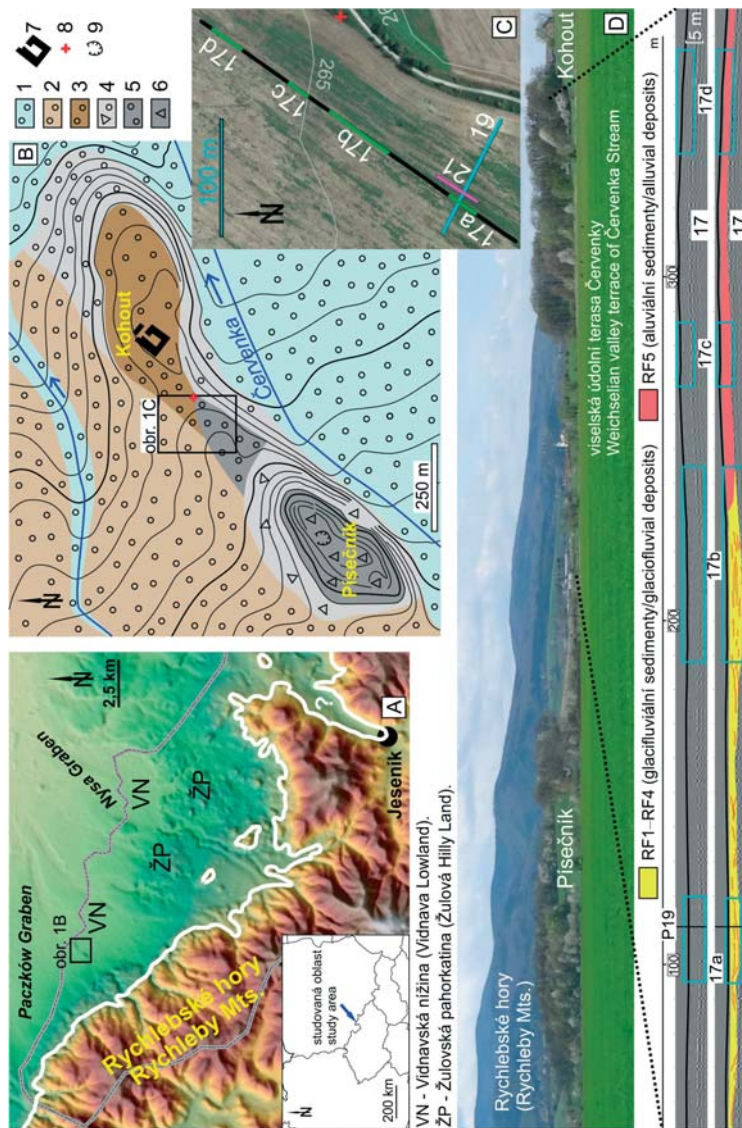 A
Paczków Graben
obr. 1B
VN
Nysa Graben
VN
ŽP
ŽP
N
2,5 km
Rychlebské hory
Rychleby Mts.
?
Jeseník
N
studovaná oblast
study area
200 km
VN - Vidnavská nížina (Vidnava Lowland).
ŽP - Žulovská pahorkatina (Žulová Hilly Land).
B
N
Kohout
obr. 1C
Písečník
Červenka
250 m
1
2
3
4
5
6
7
8
9
C
N
100 m
265
26
17d
17c
17b
17a
21
19
D
Rychlebské hory
(Rychleby Mts.)
Písečník
Kohout
viselská údolní terasa Červenky
Weichselian valley terrace of Červenka Stream
RF1–RF4 (glacifluviální sedimenty/glaciofluvial deposits)
RF5 (aluviální sedimenty/alluvial deposits)
P19
100
200
300
m
5 m
17a
17b
17c
17d
17
17